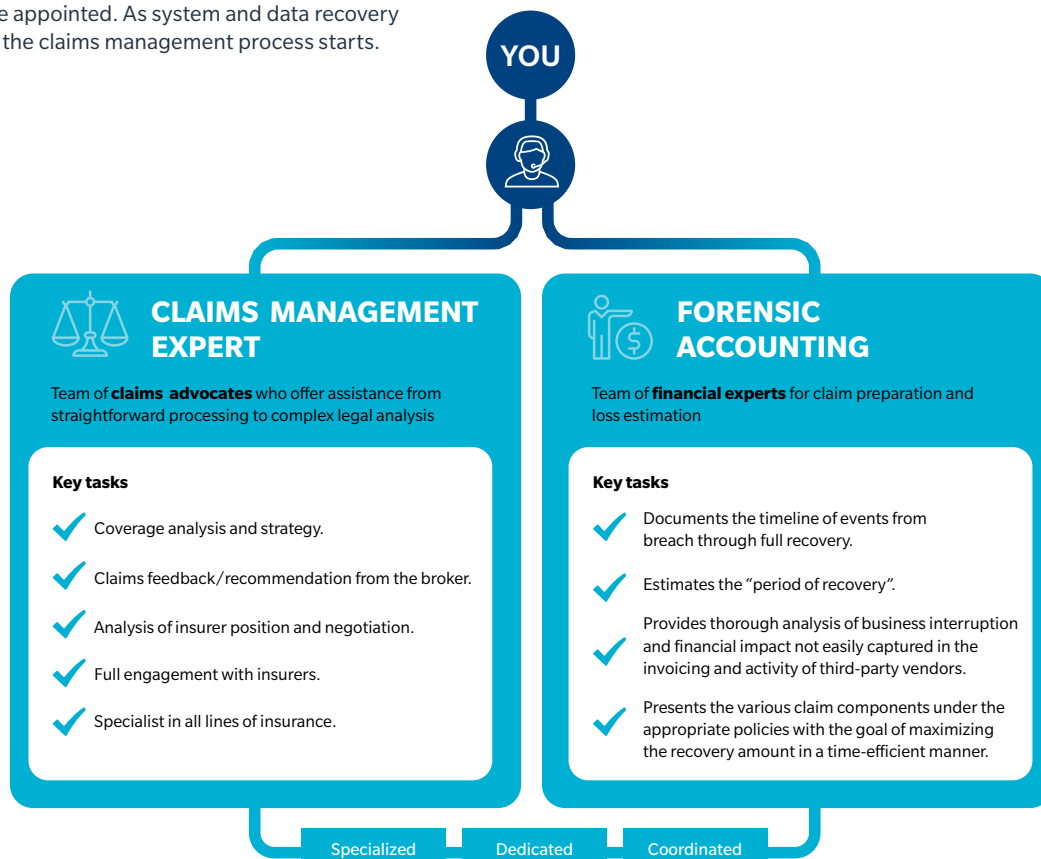 e appointed. As system and data recovery
the claims management process starts.
YOU
CLAIMS MANAGEMENT
EXPERT
Team of claims advocates who offer assistance from
straightforward processing to complex legal analysis
Key tasks
Coverage analysis and strategy.
Claims feedback/recommendation from the broker.
Analysis of insurer position and negotiation.
Full engagement with insurers.
Specialist in all lines of insurance.
FORENSIC
ACCOUNTING
Team of financial experts for claim preparation and
loss estimation
Key tasks
Documents the timeline of events from
breach through full recovery.
Estimates the “period of recovery”.
Provides thorough analysis of business interruption
and financial impact not easily captured in the
invoicing and activity of third-party vendors.
Presents the various claim components under the
appropriate policies with the goal of maximizing
the recovery amount in a time-efficient manner.
Specialized
Dedicated
Coordinated